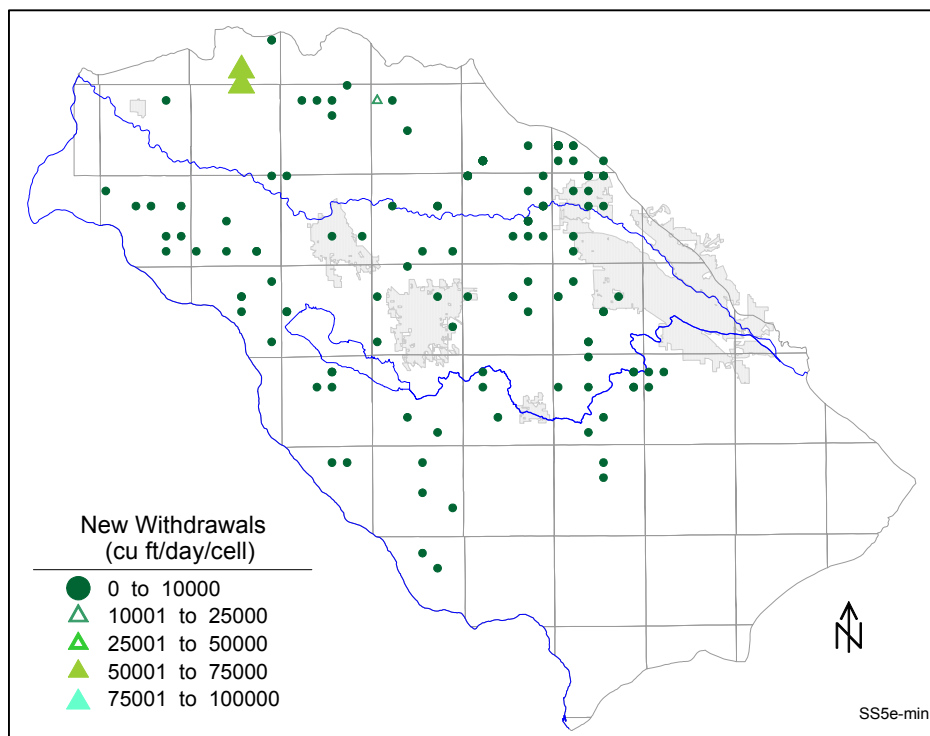 New Withdrawals
(cu ft/day/cell)
0 to 10000
10001 to 25000
25001 to 50000
50001 to 75000
75001 to 100000
N
SS5e-min